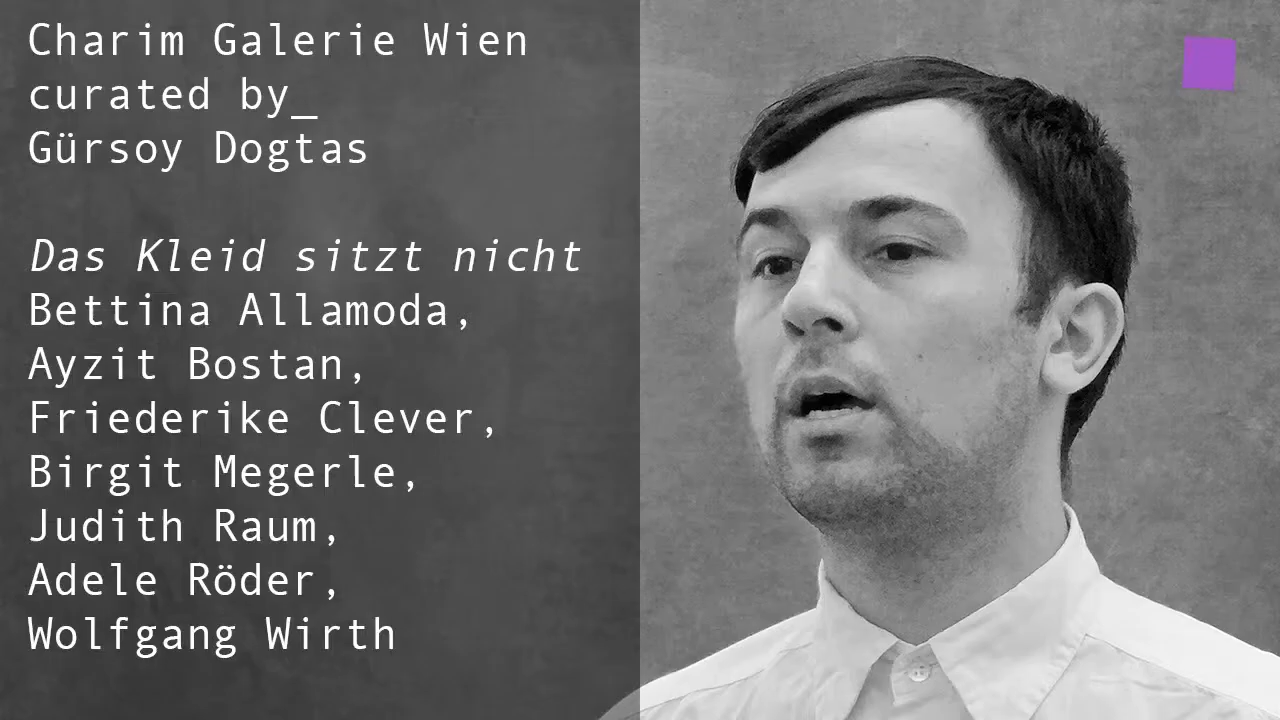 Charim Galerie Wien
curated by_
Gürsoy Dogtas
Das Kleid sitzt nicht
Bettina Allamoda,
Ayzit Bostan,
Friederike Clever,
Birgit Megerle,
Judith Raum,
Adele Röder,
Wolfgang Wirth